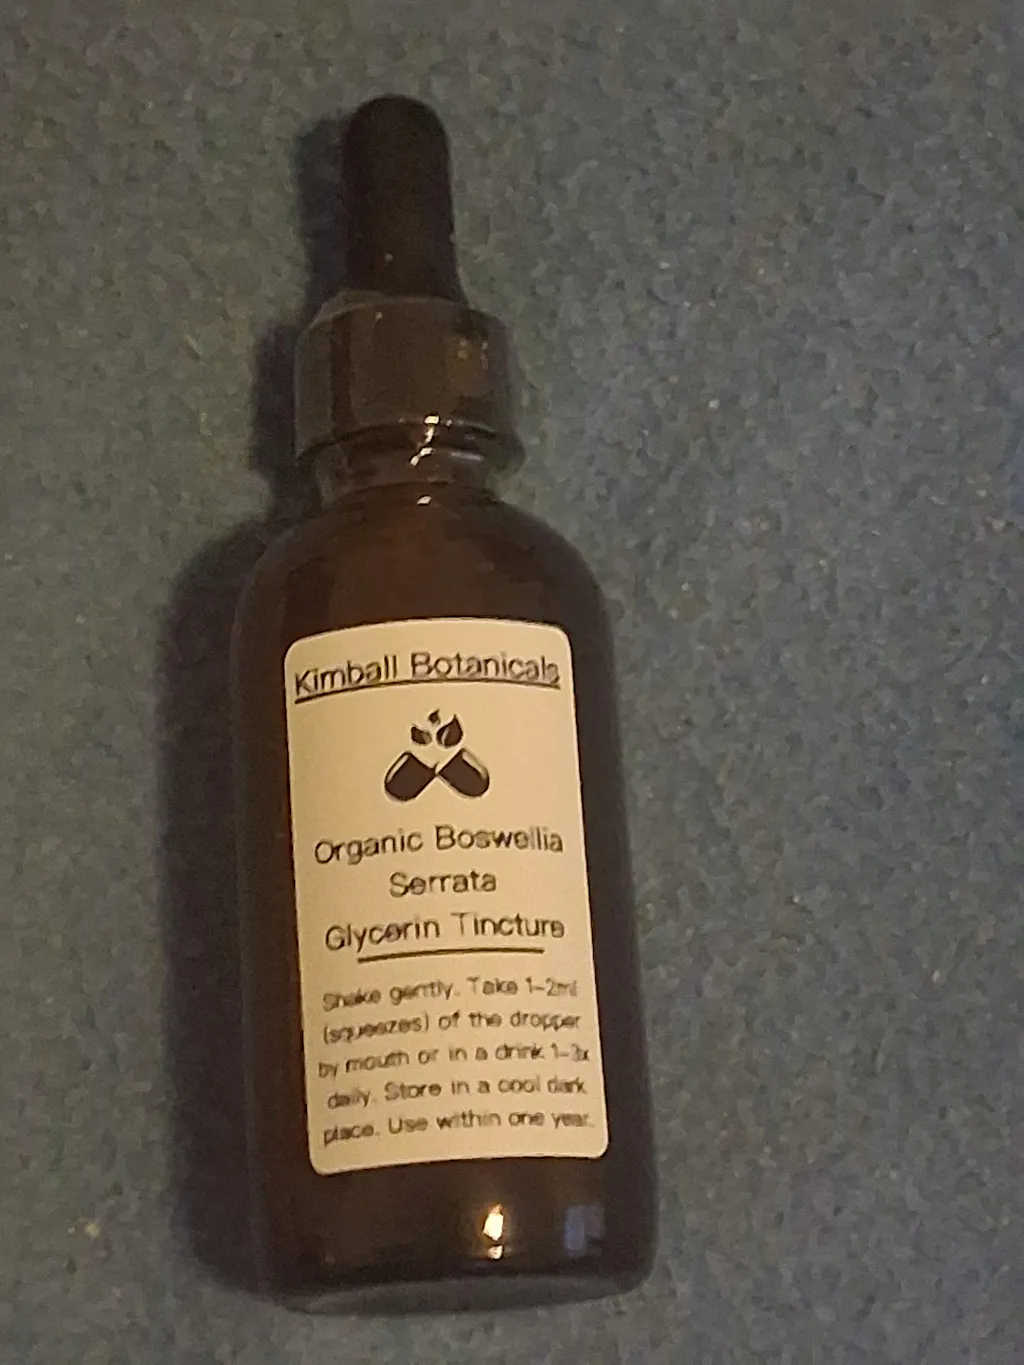 Kimball Botanicals
Organic Boswellia
Serrata
Glycerin Tincture
Shake gently. Take 1-2ml
(squeezes) of the dropper
by mouth or in a drink 1-3x
daily. Store in a cool dark
place. Use within one year.